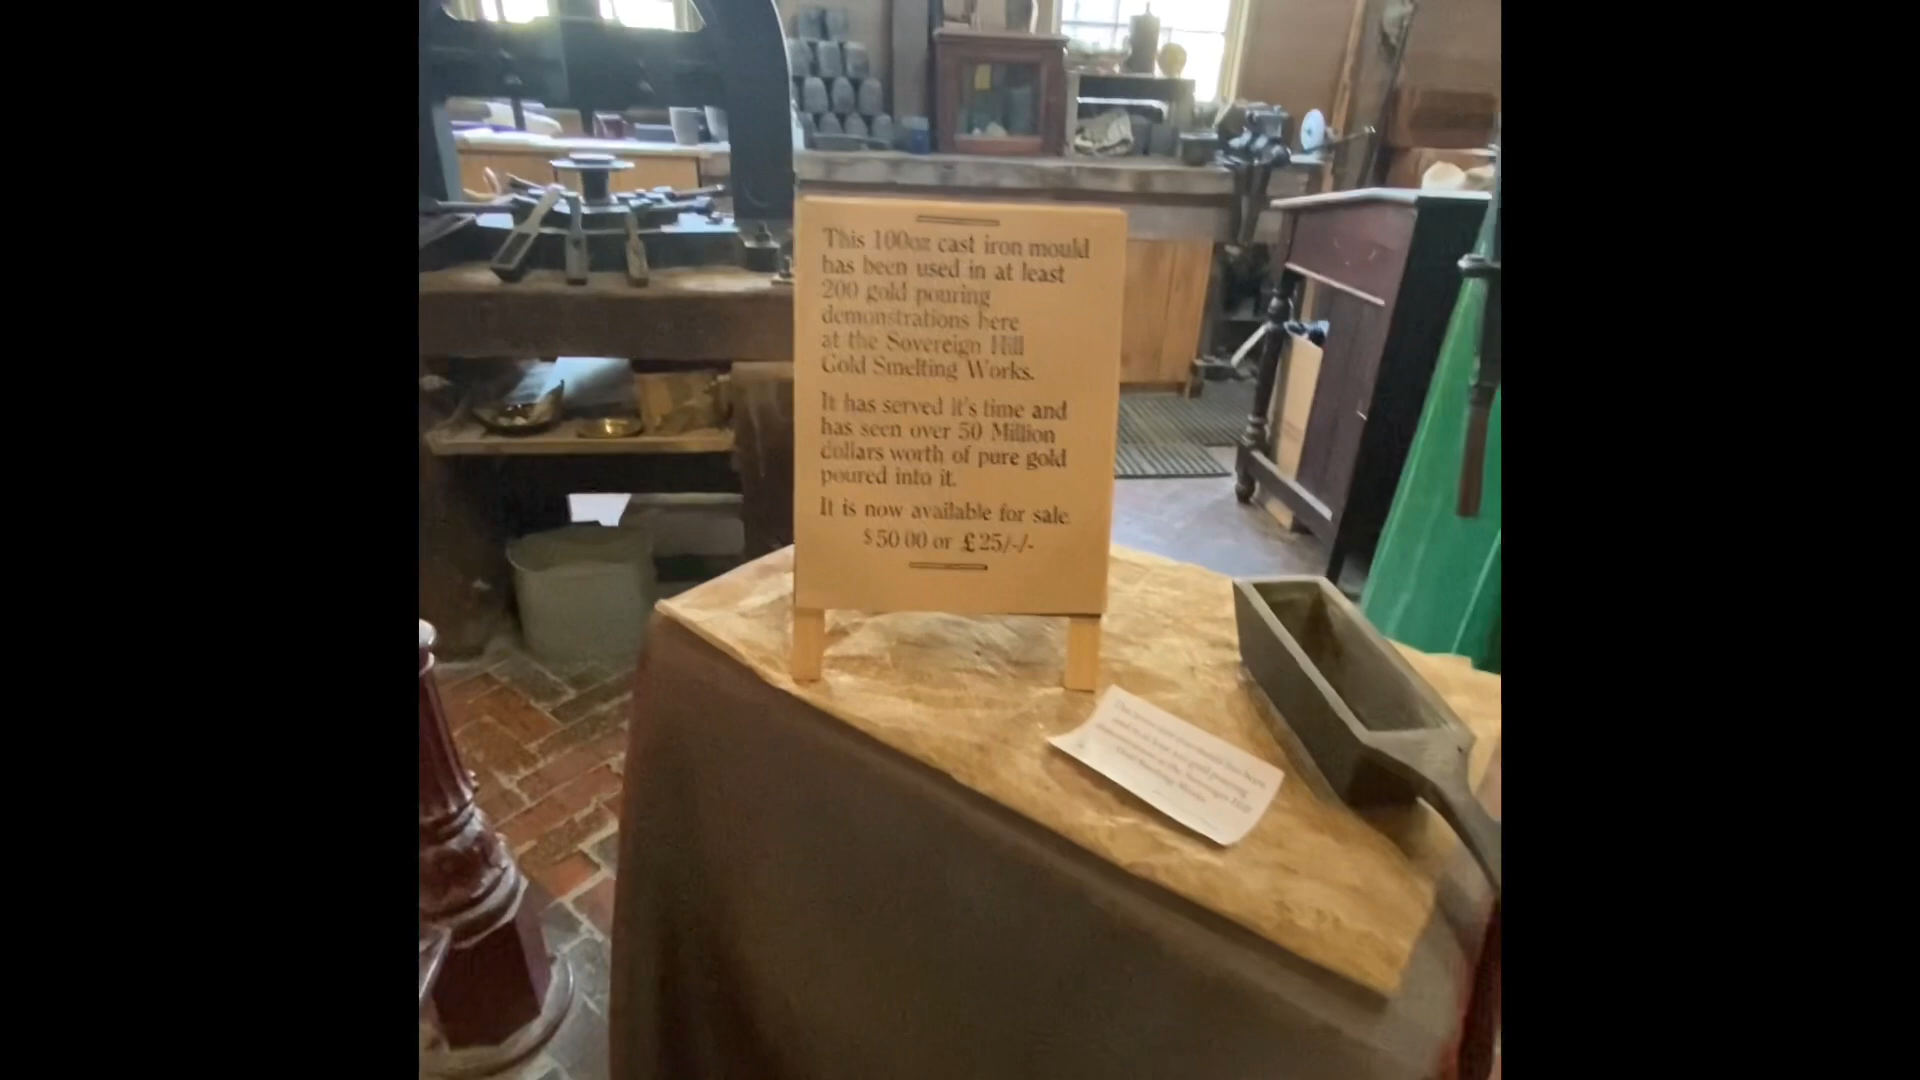 This 100oz cast iron mould
has been used in at least
200 gold pouring
demonstrations here
at the Sovereign Hill
Gold Smelting Works.
It has served it's time and
has seen over 50 Million
dollars worth of pure gold
poured into it.
It is now available for sale.
$50.00 or £25/-/-